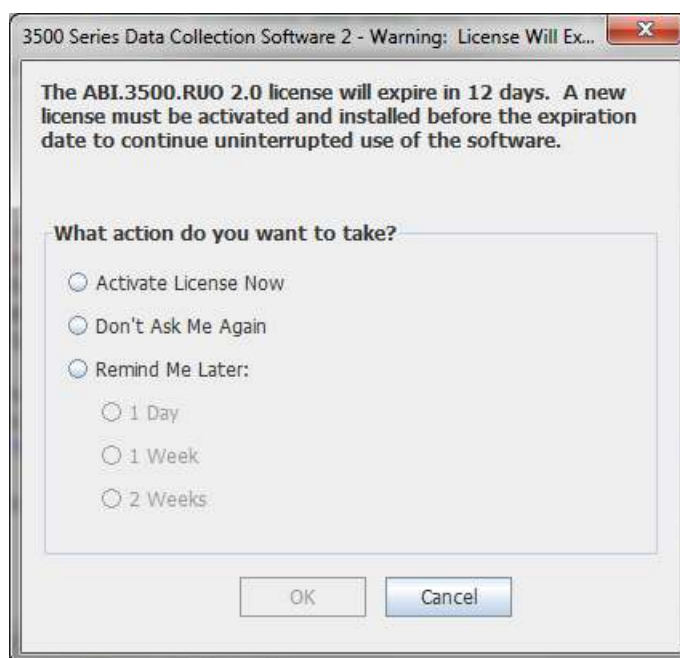 3500 Series Data Collection Software 2 - Warning:  License Will Ex...
The ABI.3500.RUO 2.0 license will expire in 12 days.  A new
license must be activated and installed before the expiration
date to continue uninterrupted use of the software.
What action do you want to take?
Activate License Now
Don't Ask Me Again
Remind Me Later:
1 Day
1 Week
2 Weeks
OK
Cancel